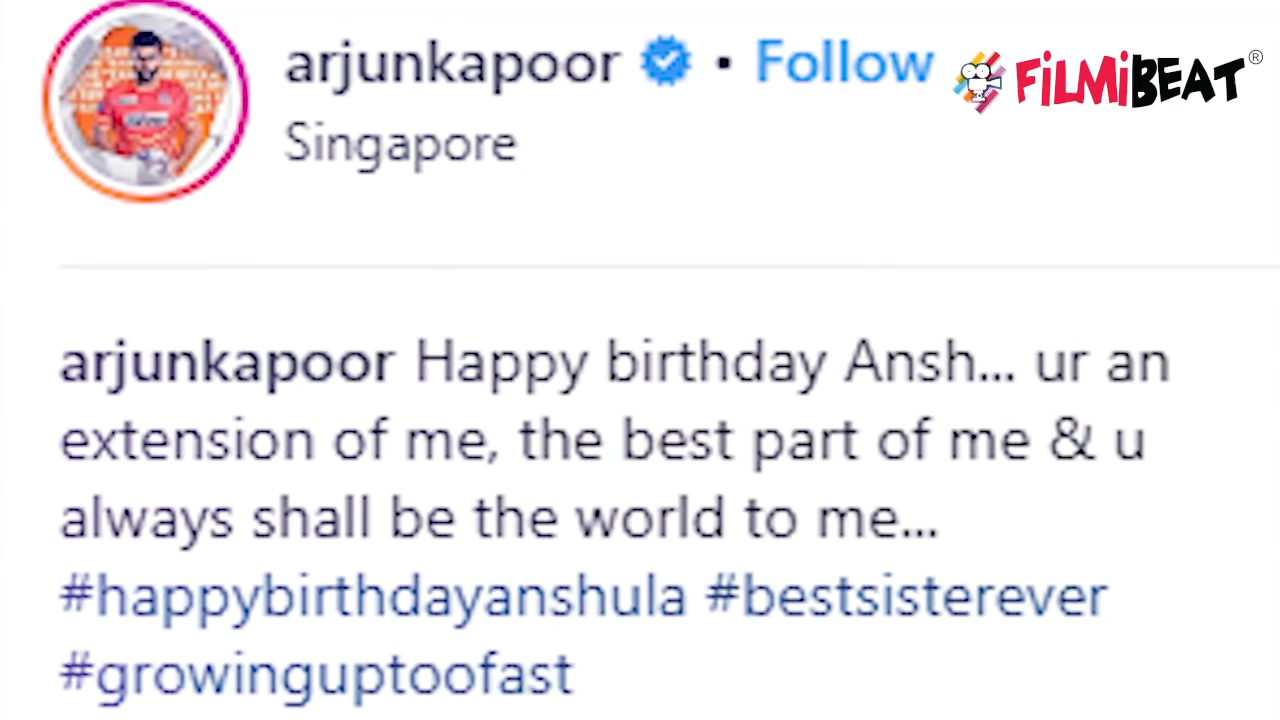 arjunkapoor • Follow
FiLMiBEAT®
Singapore
arjunkapoor Happy birthday Ansh... ur an
extension of me, the best part of me & u
always shall be the world to me...
#happybirthdayanshula #bestsisterever
#growinguptoofast